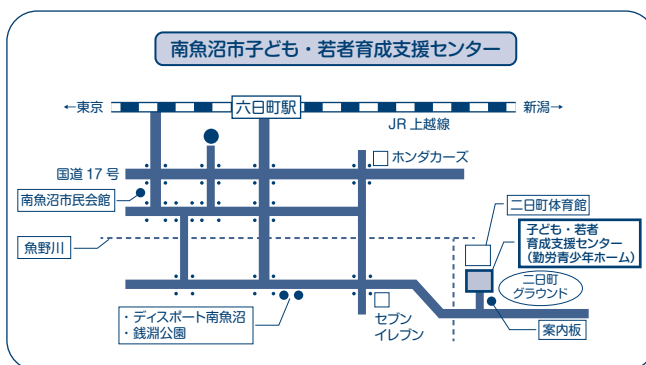 南魚沼市子ども・若者育成支援センター
←東京
六日町駅
新潟→
JR上越線
国道17号
ホンダカーズ
南魚沼市民会館
二日町体育館
子ども・若者
育成支援センター
(勤労青少年ホーム)
魚野川
二日町
グラウンド
・ディスポート南魚沼
・銭淵公園
セブン
イレブン
案内板